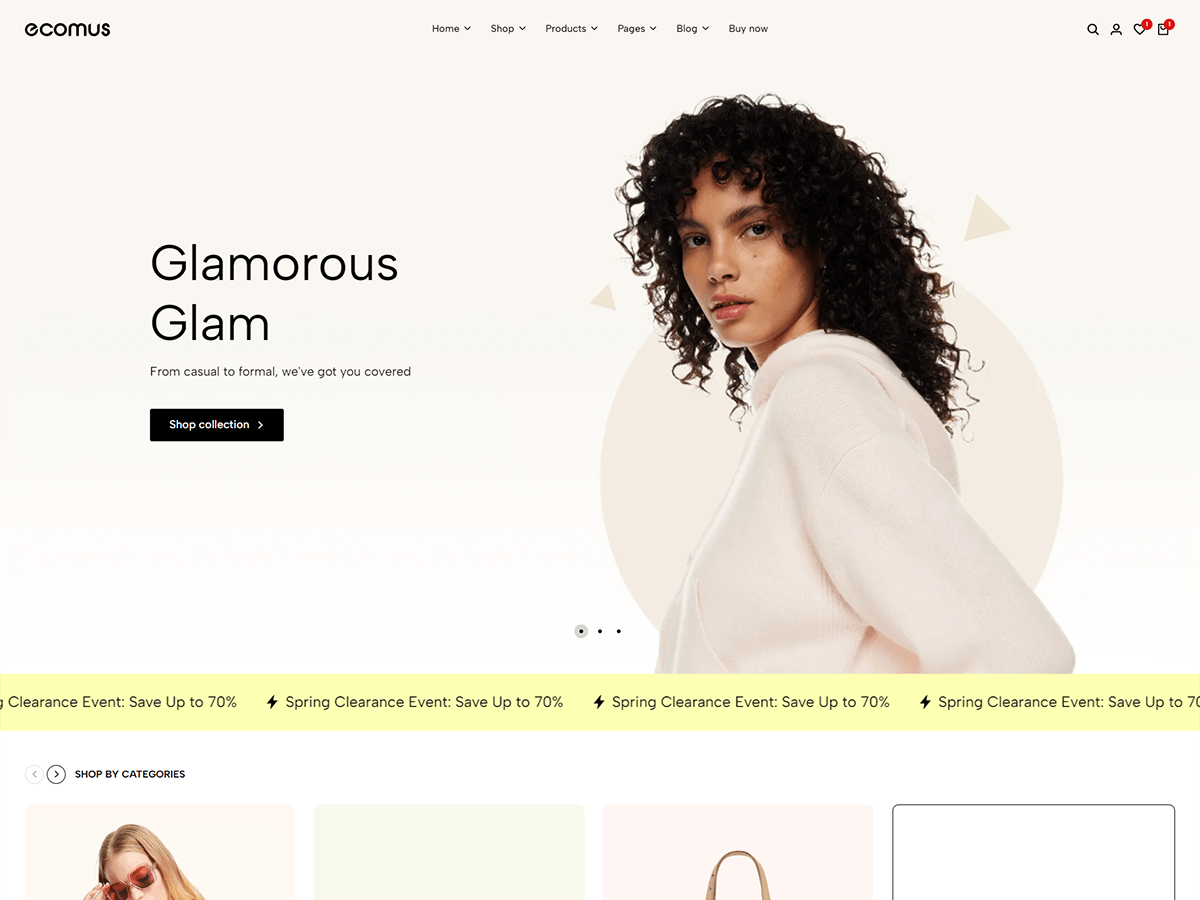 ecomus
Home Shop Products Pages Blog Buy now
1 1
Glamorous
Glam
From casual to formal, we've got you covered
Shop collection
Clearance Event: Save Up to 70% Spring Clearance Event: Save Up to 70% Spring Clearance Event: Save Up to 70% Spring Clearance Event: Save Up to
SHOP BY CATEGORIES